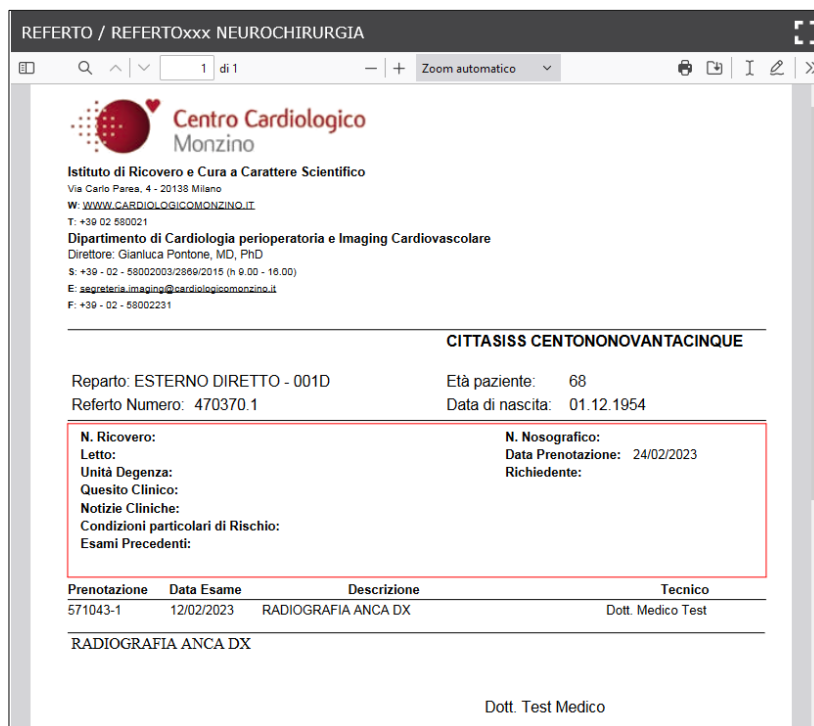 REFERTO / REFERTOxxx NEUROCHIRURGIA
1 di 1 Zoom automatico
Centro Cardiologico
Monzino
Istituto di Ricovero e Cura a Carattere Scientifico
Via Carlo Parea, 4 - 20138 Milano
W: WWW.CARDIOLOGICOMONZINO.IT
T: +39 02 580021
Dipartimento di Cardiologia perioperatoria e Imaging Cardiovascolare
Direttore: Gianluca Pontone, MD, PhD
S: +39 - 02 - 58002003/2869/2015 (h 9.00 - 16.00)
E: segreteria.imaging@cardiologicomonzino.it
F: +39 - 02 - 58002231
CITTASISS CENTONONOVANTACINQUE
Reparto: ESTERNO DIRETTO - 001D Età paziente: 68
Referto Numero: 470370.1 Data di nascita: 01.12.1954
N. Ricovero: N. Nosografico:
Letto: Data Prenotazione: 24/02/2023
Unità Degenza: Richiedente:
Quesito Clinico:
Notizie Cliniche:
Condizioni particolari di Rischio:
Esami Precedenti:
Prenotazione Data Esame Descrizione Tecnico
571043-1 12/02/2023 RADIOGRAFIA ANCA DX Dott. Medico Test
RADIOGRAFIA ANCA DX
Dott. Test Medico